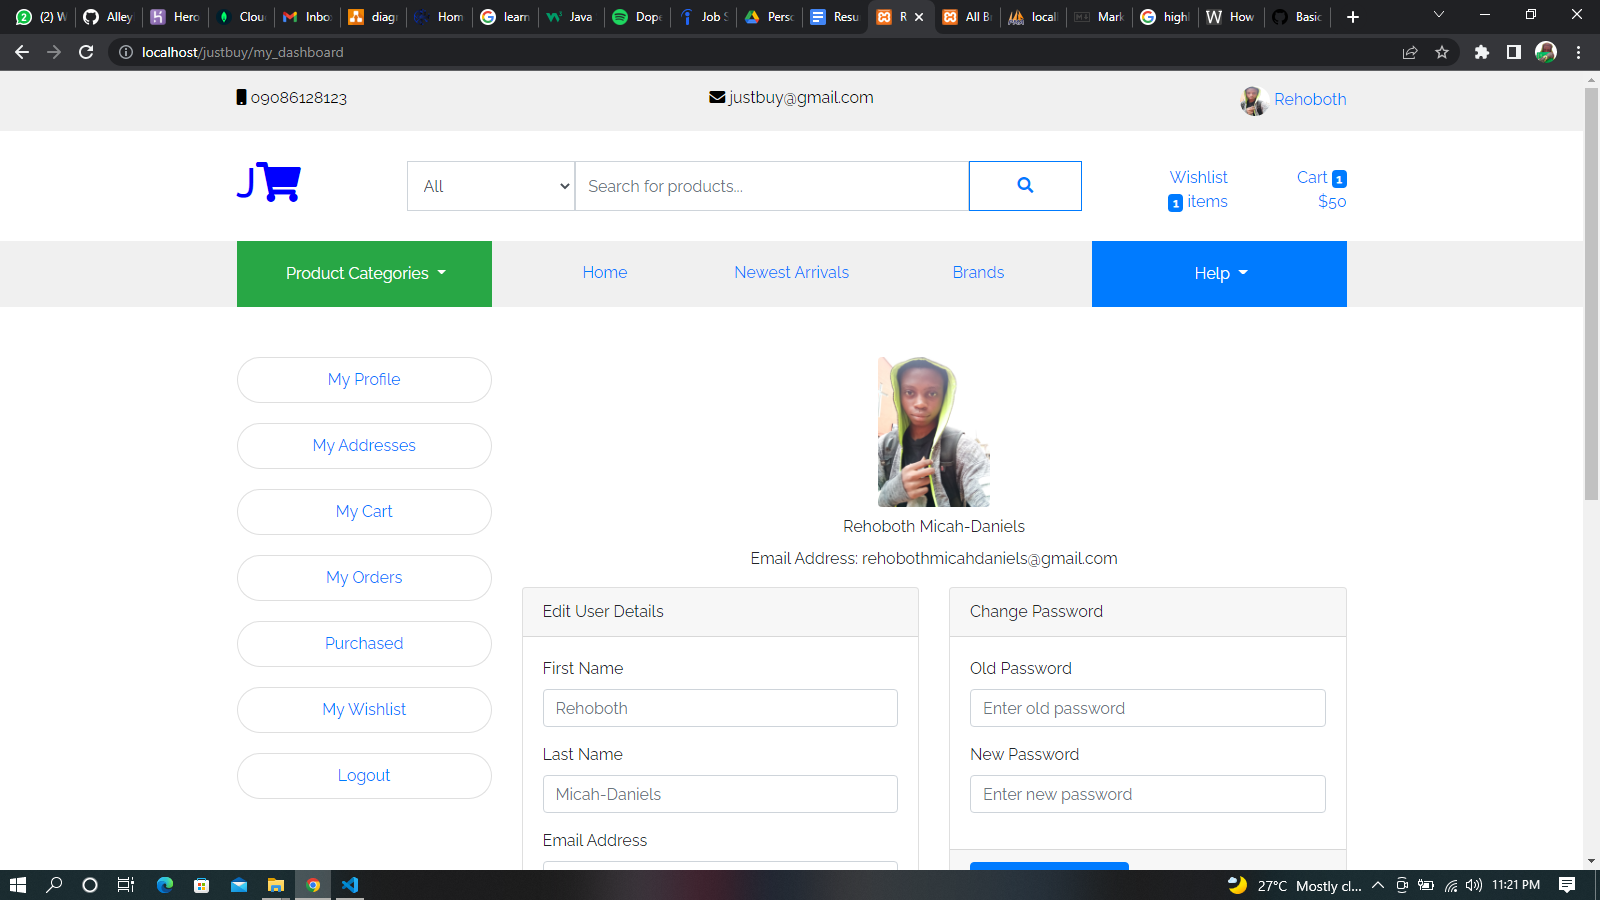 (2) W
Alley
Hero
Clou
Inbo
diag
Hom
learn
Java
Dope
Job S
Perso
Resu
R
All B
local
Mark
high
How
Basic
localhost/justbuy/my_dashboard
09086128123
justbuy@gmail.com
Rehoboth
J
All
Search for products...
Wishlist
1 items
Cart 1
$50
Product Categories
Home
Newest Arrivals
Brands
Help
My Profile
My Addresses
My Cart
My Orders
Purchased
My Wishlist
Logout
Rehoboth Micah-Daniels
Email Address: rehobothmicahdaniels@gmail.com
Edit User Details
First Name
Rehoboth
Last Name
Micah-Daniels
Email Address
Change Password
Old Password
Enter old password
New Password
Enter new password
27°C Mostly cl...
11:21 PM